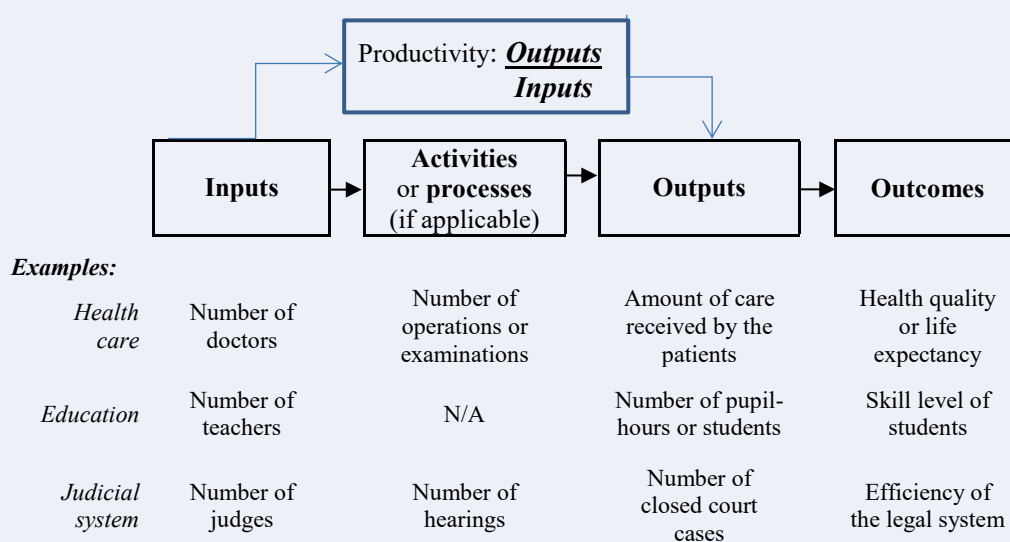 Productivity: Outputs
Inputs
Inputs
Activities
or processes
(if applicable)
Outputs
Outcomes
Examples:
Health
care
Number of
doctors
Number of
operations or
examinations
Amount of care
received by the
patients
Health quality
or life
expectancy
Education
Number of
teachers
N/A
Number of pupil-
hours or students
Skill level of
students
Judicial
system
Number of
judges
Number of
hearings
Number of
closed court
cases
Efficiency of
the legal system